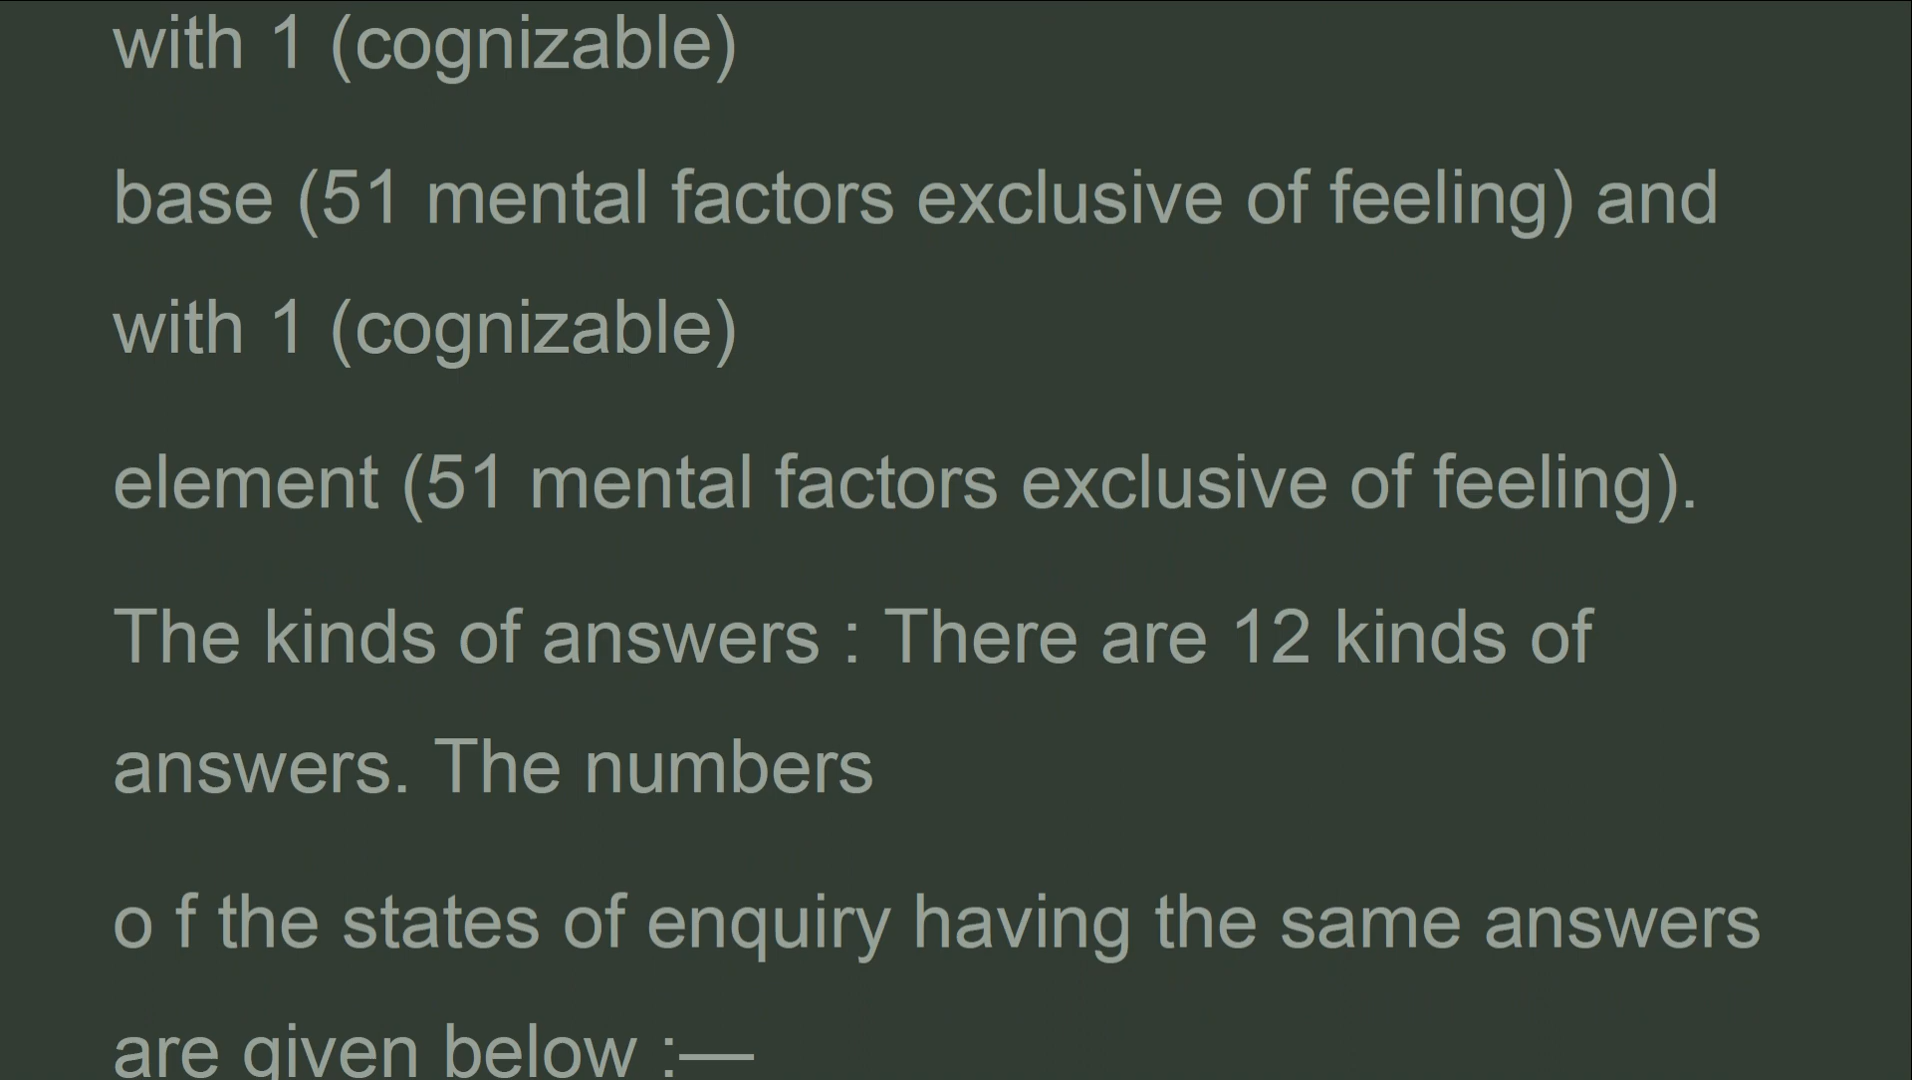 with 1 (cognizable)
base (51 mental factors exclusive of feeling) and
with 1 (cognizable)
element (51 mental factors exclusive of feeling).
The kinds of answers : There are 12 kinds of
answers. The numbers
o f the states of enquiry having the same answers
are given below :—